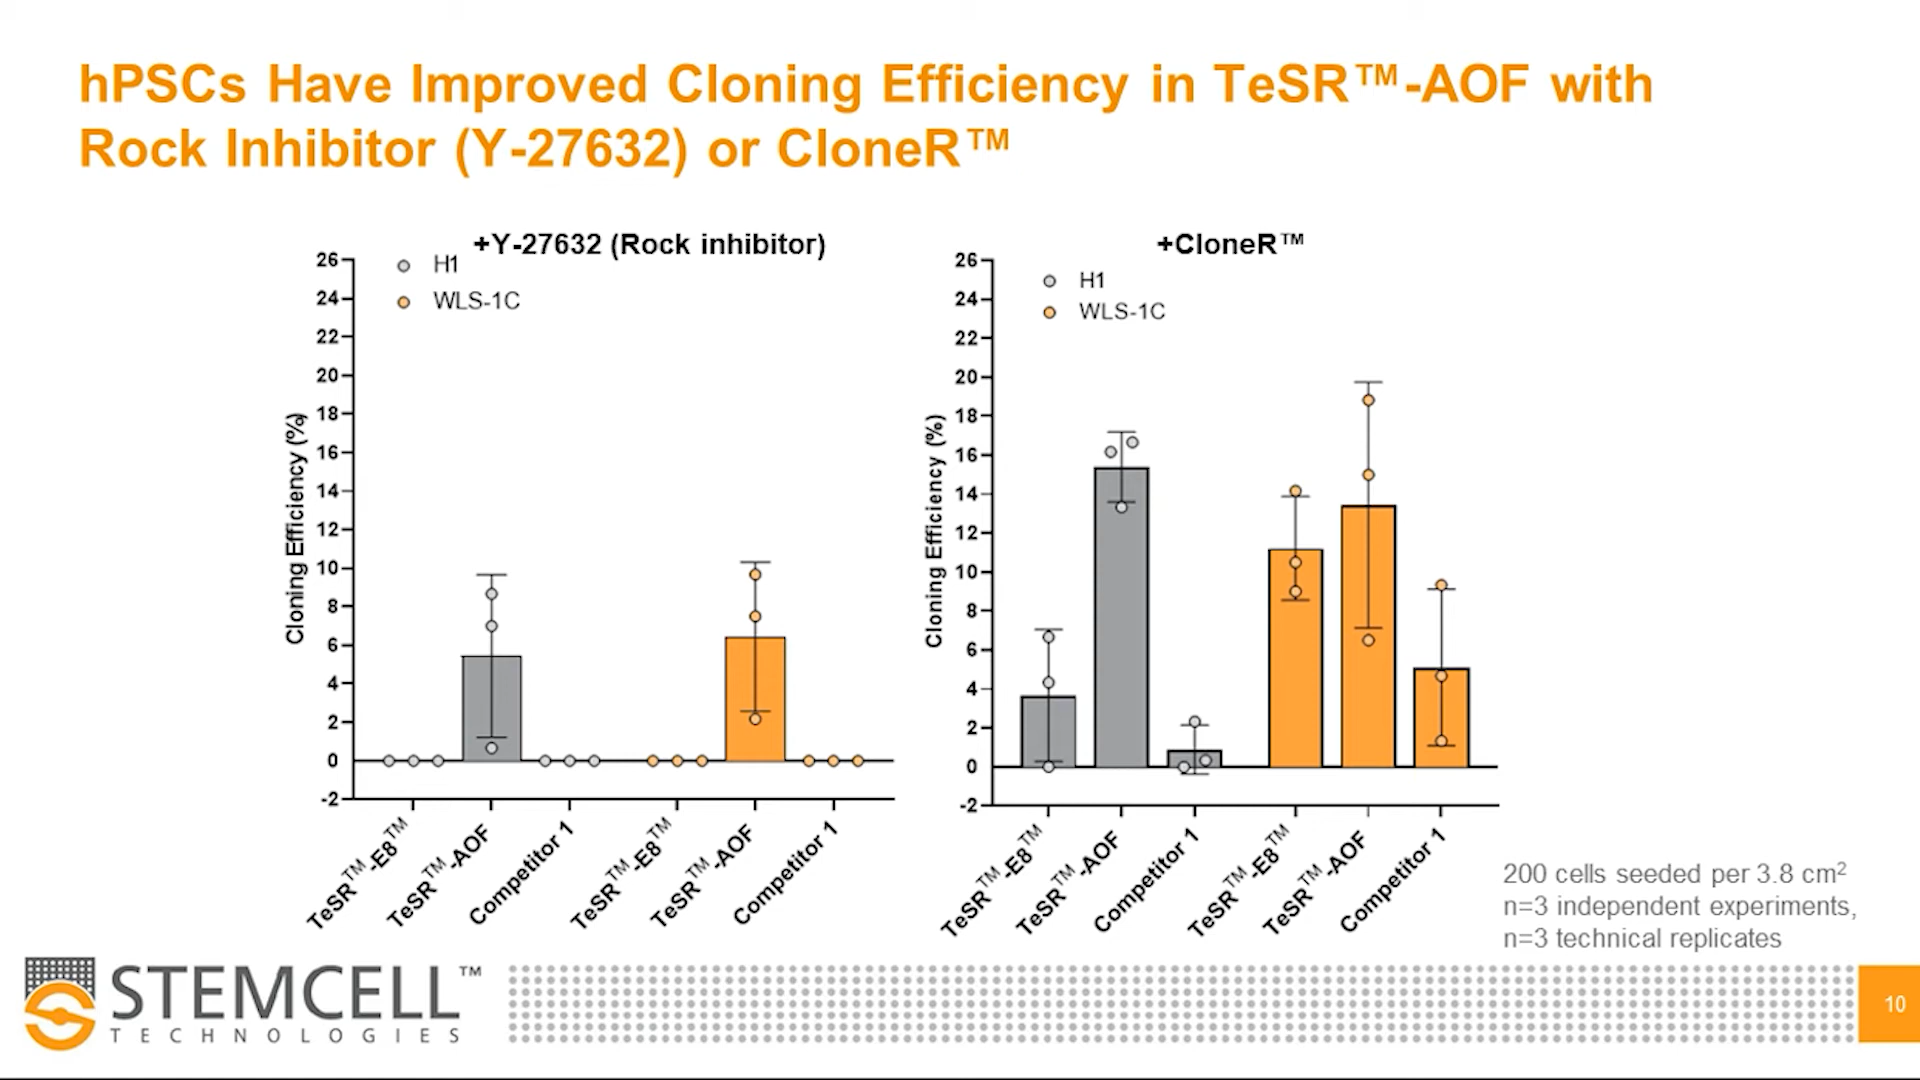 hPSCs Have Improved Cloning Efficiency in TeSR™-AOF with
Rock Inhibitor (Y-27632) or CloneR™
+Y-27632 (Rock inhibitor)
H1
WLS-1C
Cloning Efficiency (%)
26
24
22
20
18
16
14
12
10
8
6
4
2
0
-2
TeSR™-E8™
TeSR™-AOF
Competitor 1
TeSR™-E8™
TeSR™-AOF
Competitor 1
+CloneR™
H1
WLS-1C
Cloning Efficiency (%)
26
24
22
20
18
16
14
12
10
8
6
4
2
0
-2
TeSR™-E8™
TeSR™-AOF
Competitor 1
TeSR™-E8™
TeSR™-AOF
Competitor 1
200 cells seeded per 3.8 cm²
n=3 independent experiments,
n=3 technical replicates
STEMCELL™
TECHNOLOGIES
10